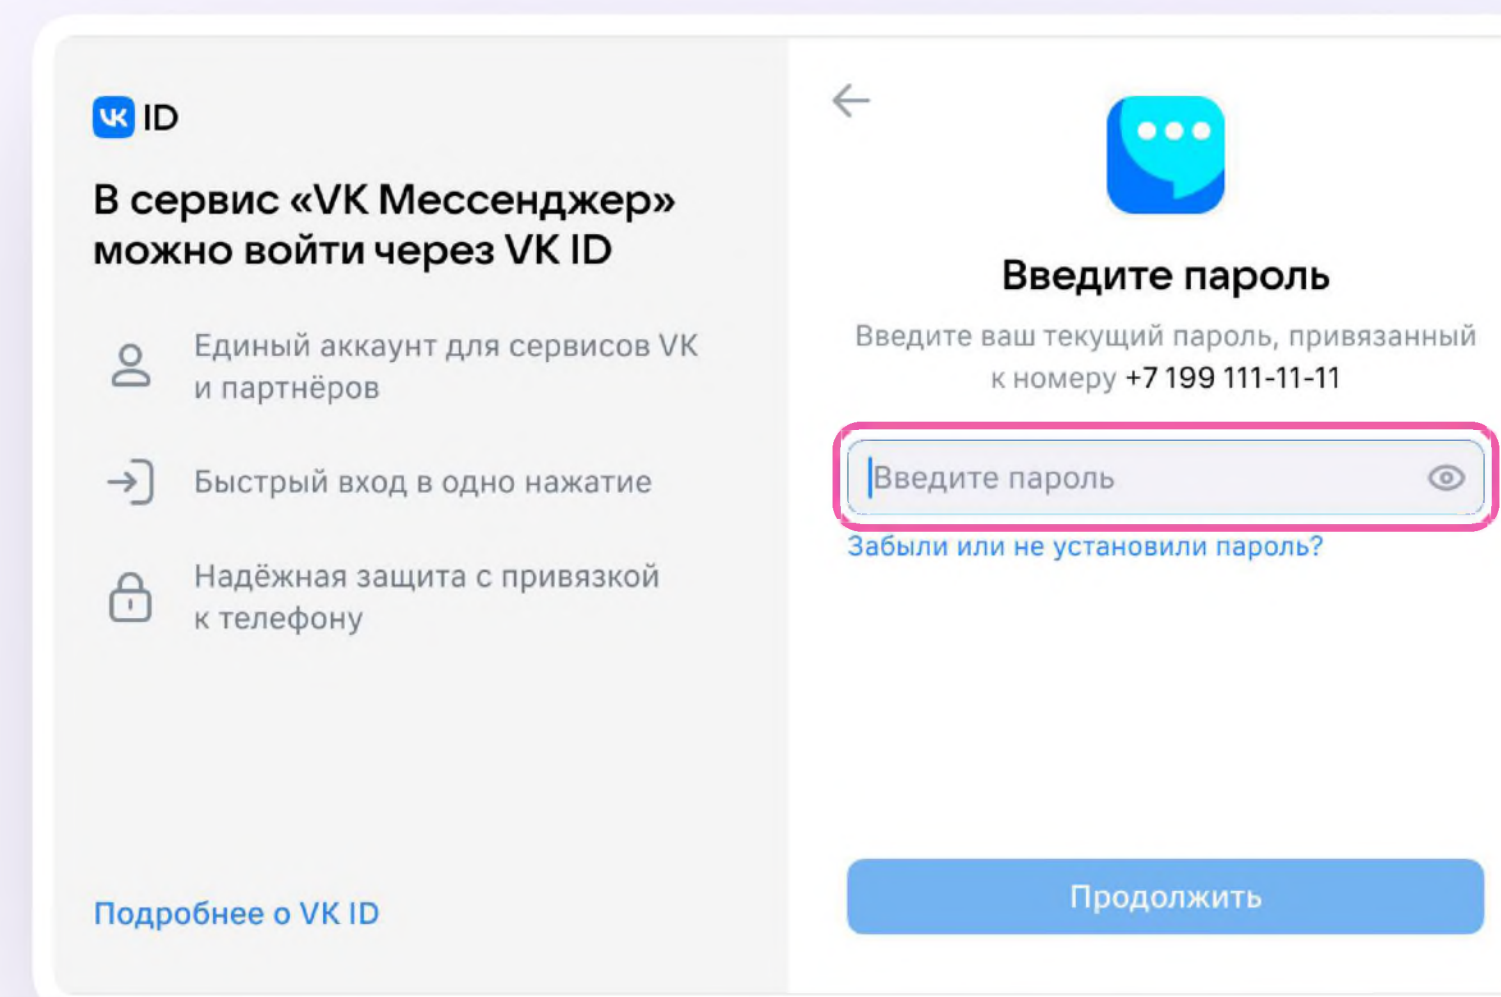 VK ID
В сервис «VK Мессенджер»
можно войти через VK ID
Единый аккаунт для сервисов VK
и партнёров
Быстрый вход в одно нажатие
Надёжная защита с привязкой
к телефону
Подробнее о VK ID
Введите пароль
Введите ваш текущий пароль, привязанный
к номеру +7 199 111-11-11
Введите пароль
Забыли или не установили пароль?
Продолжить